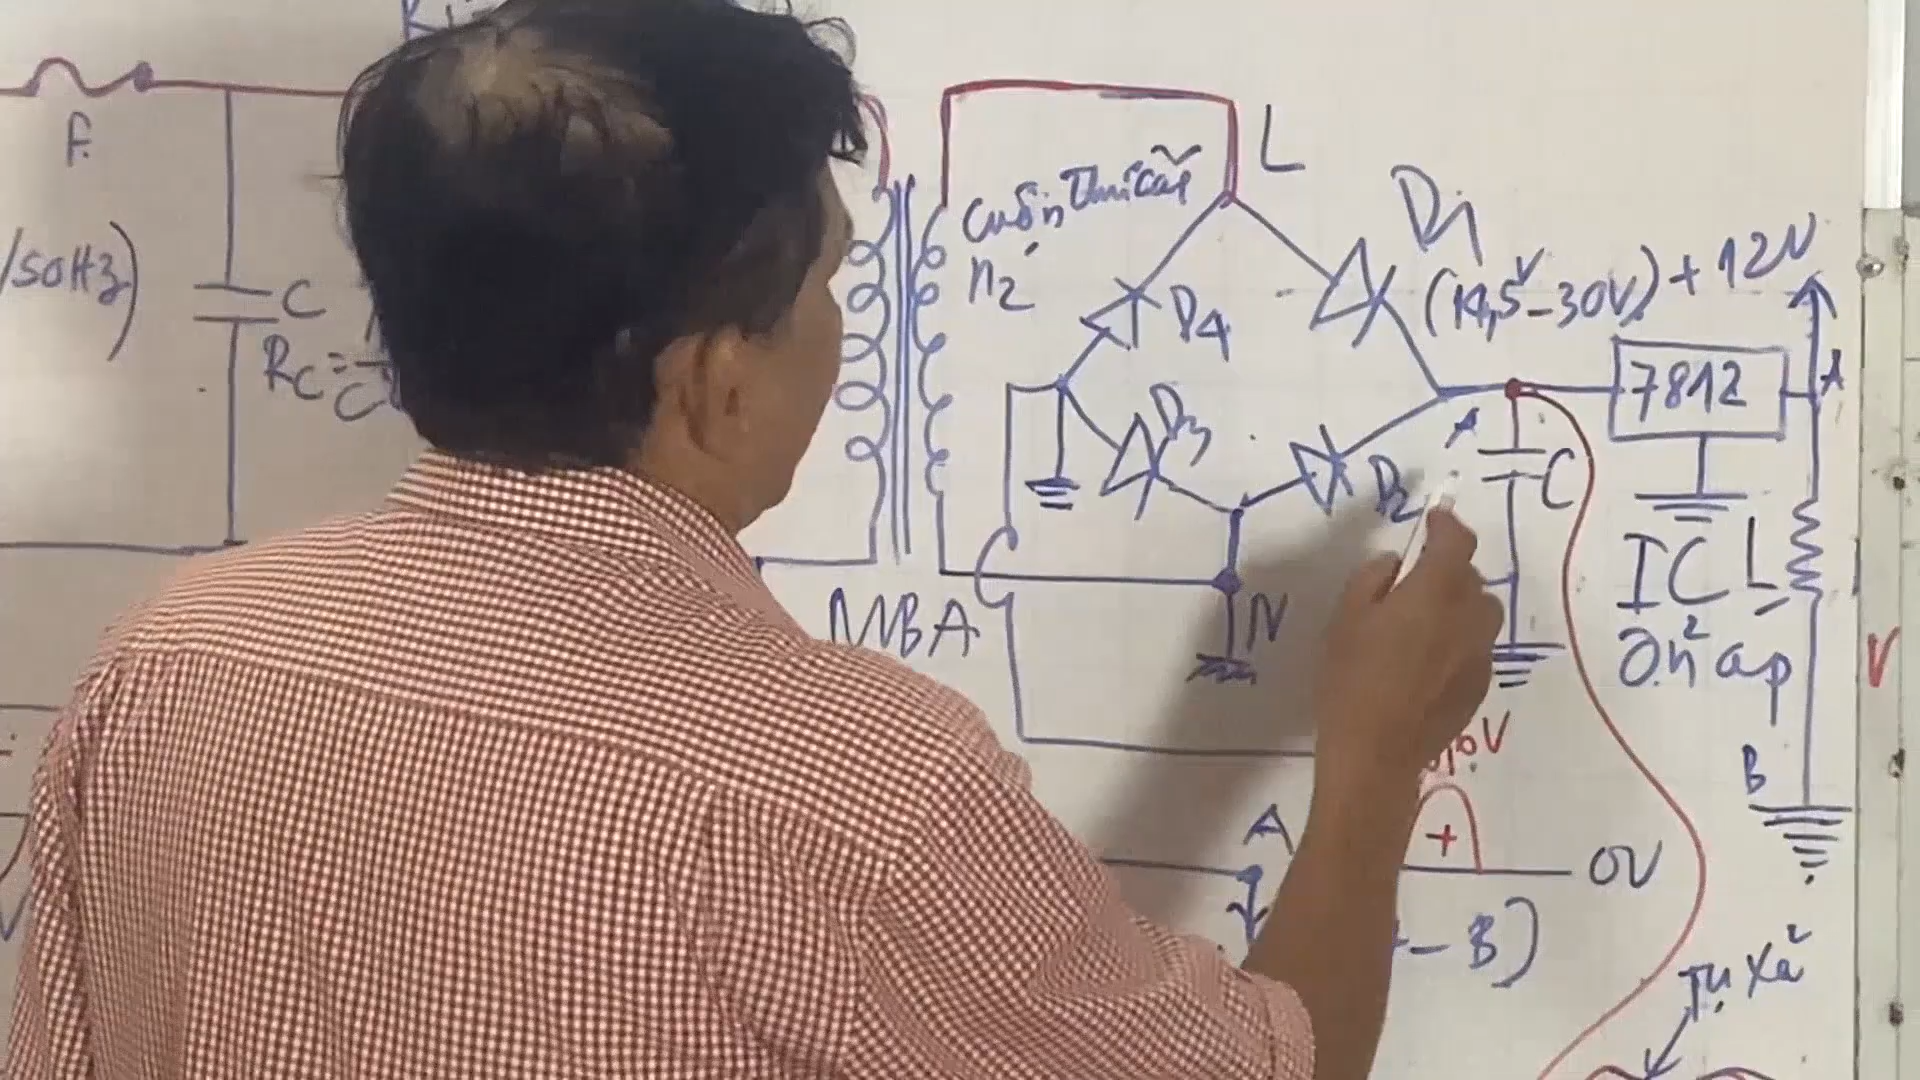 F.
/50Hz)
C
RC=
Cuộn Thứ cấp
n2
L
D1
(14,5V-30V)
+12V
D4
D3
D2
7812
A
A
C
IC
Ổn áp
L
MBA
N
V
B
A
+
0V
- B)
Tụ xả